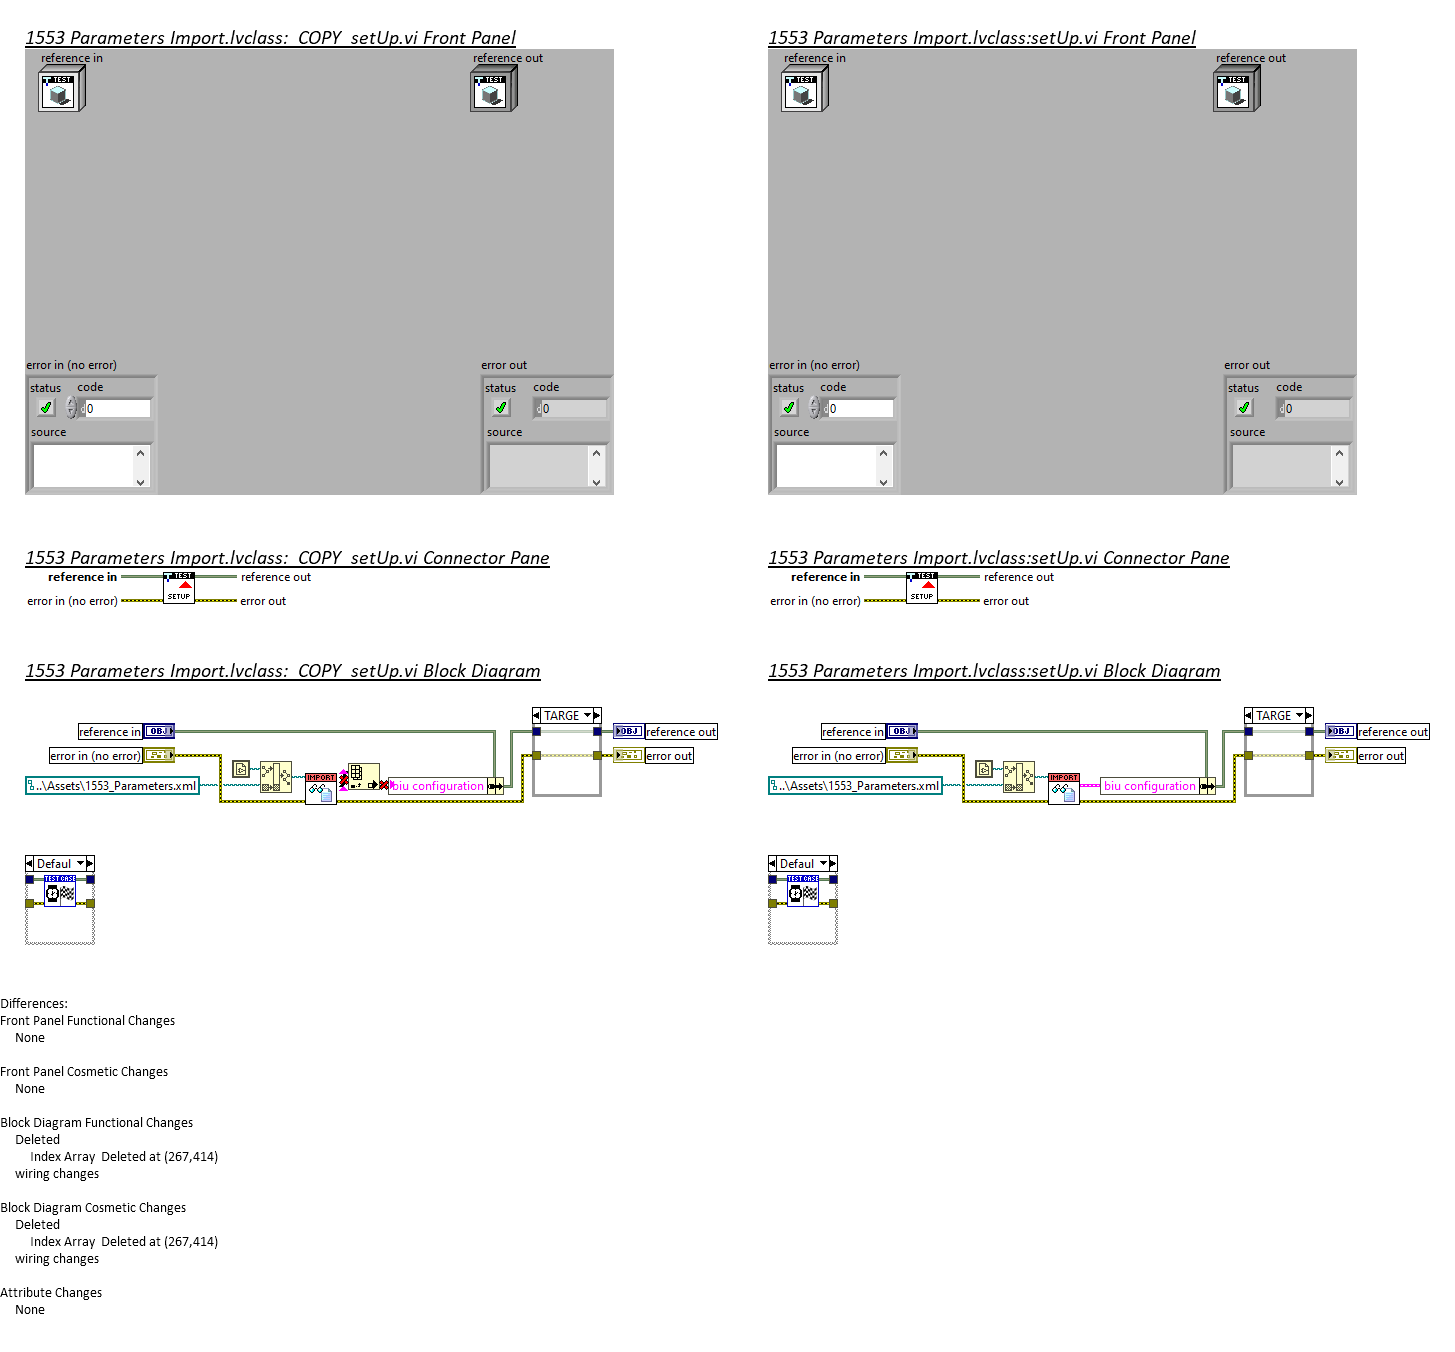 1553 Parameters Import.lvclass:_COPY_setUp.vi Front Panel
reference in
reference out
TEST
TEST
error in (no error)
error out
status
code
status
code
0
0
source
source
1553 Parameters Import.lvclass:setUp.vi Front Panel
reference in
reference out
TEST
TEST
error in (no error)
error out
status
code
status
code
0
0
source
source
1553 Parameters Import.lvclass:_COPY_setUp.vi Connector Pane
reference in
TEST
reference out
error in (no error)
SETUP
error out
1553 Parameters Import.lvclass:setUp.vi Connector Pane
reference in
TEST
reference out
error in (no error)
SETUP
error out
1553 Parameters Import.lvclass:_COPY_setUp.vi Block Diagram
TARGE
reference in
OBJ
OBJ
reference out
error in (no error)
error out
..\Assets\1553_Parameters.xml
IMPORT
biu configuration
Defaul
TEST CASE
1553 Parameters Import.lvclass:setUp.vi Block Diagram
TARGE
reference in
OBJ
OBJ
reference out
error in (no error)
error out
..\Assets\1553_Parameters.xml
IMPORT
biu configuration
Defaul
TEST CASE
Differences:
Front Panel Functional Changes
None
Front Panel Cosmetic Changes
None
Block Diagram Functional Changes
Deleted
Index Array  Deleted at (267,414)
wiring changes
Block Diagram Cosmetic Changes
Deleted
Index Array  Deleted at (267,414)
wiring changes
Attribute Changes
None